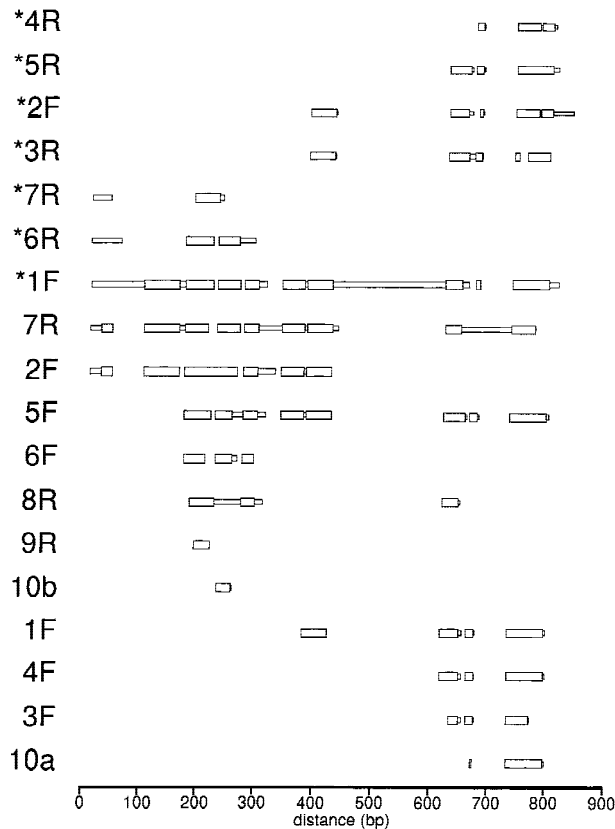 *4R
*5R
*2F
*3R
*7R
*6R
*1F
7R
2F
5F
6F
8R
9R
10b
1F
4F
3F
10a
0 100 200 300 400 500 600 700 800 900
distance (bp)